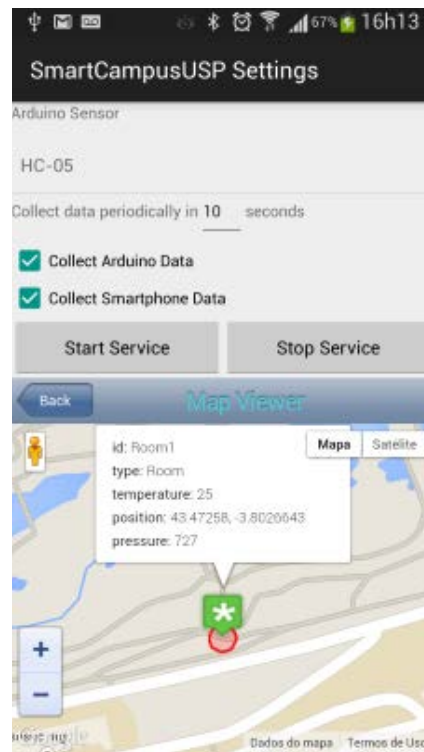 67% 16h13
SmartCampusUSP Settings
Arduino Sensor
HC-05
Collect data periodically in 10 seconds
Collect Arduino Data
Collect Smartphone Data
Start Service Stop Service
Back Map Viewer
id: Room1
type: Room
temperature: 25
position: 43.47258, -3.8026643
pressure: 727
Mapa Satélite
+
−
Dados do mapa Termos de Uso